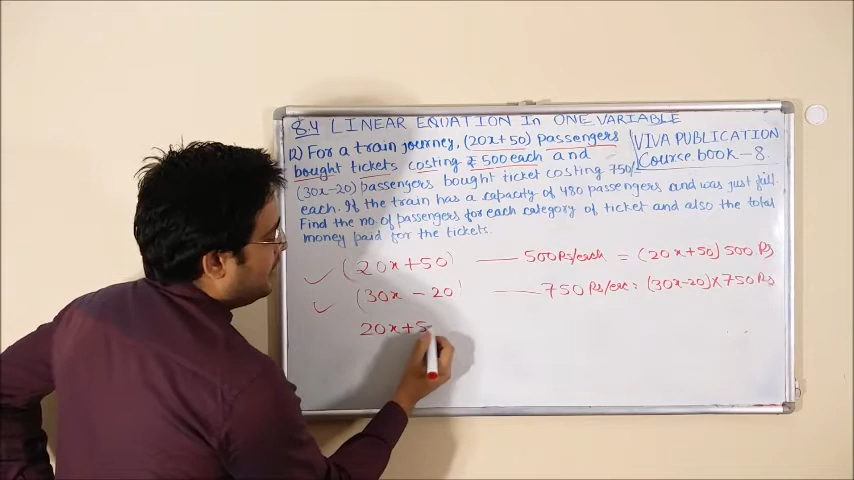 8.4 LINEAR EQUATION In ONE VARIABLE
12) For a train journey, (20x+50) passengers
bought tickets costing ₹500 each and
VIVA PUBLICATION
Course book-8.
(30x-20) passengers bought ticket costing 750/-
each. If the train has a capacity of 480 passengers and was just full.
Find the no. of passengers for each category of ticket and also the total
money paid for the tickets.
(20x+50) — 500 Rs/each = (20x+50) 500 Rs
(30x-20) — 750 Rs/ = (30x-20)×750 Rs
20x+5